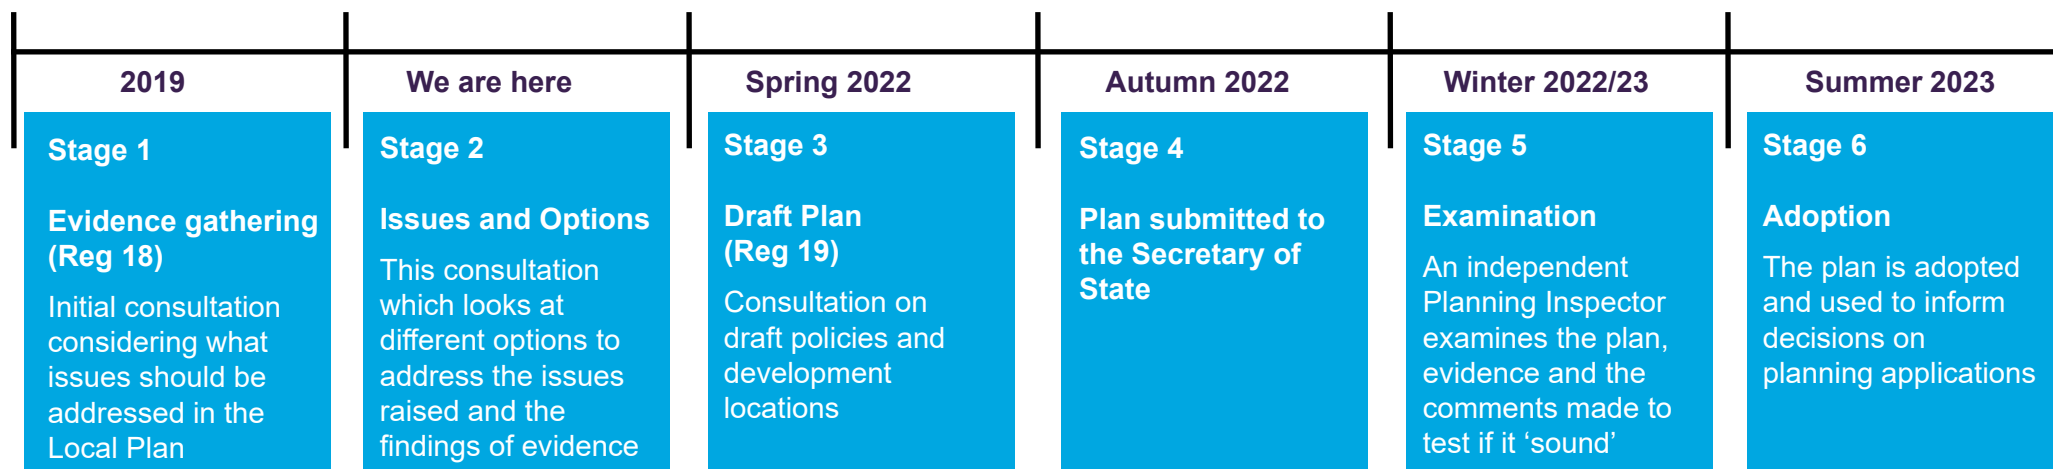 2019
Stage 1
Evidence gathering
(Reg 18)
Initial consultation
considering what
issues should be
addressed in the
Local Plan
We are here
Stage 2
Issues and Options
This consultation
which looks at
different options to
address the issues
raised and the
findings of evidence
Spring 2022
Stage 3
Draft Plan
(Reg 19)
Consultation on
draft policies and
development
locations
Autumn 2022
Stage 4
Plan submitted to
the Secretary of
State
Winter 2022/23
Stage 5
Examination
An independent
Planning Inspector
examines the plan,
evidence and the
comments made to
test if it ‘sound’
Summer 2023
Stage 6
Adoption
The plan is adopted
and used to inform
decisions on
planning applications